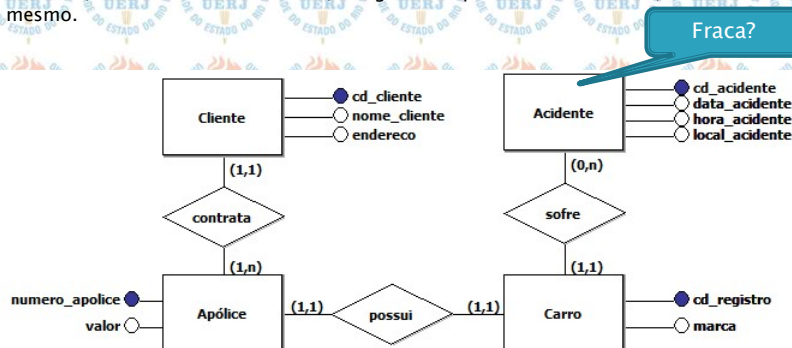 mesmo.
Fraca?
Cliente
cd_cliente
nome_cliente
endereco
Acidente
cd_acidente
data_acidente
hora_acidente
local_acidente
(1,1)
(0,n)
contrata
sofre
(1,n)
(1,1)
numero_apolice
valor
Apólice
(1,1)
possui
(1,1)
Carro
cd_registro
marca